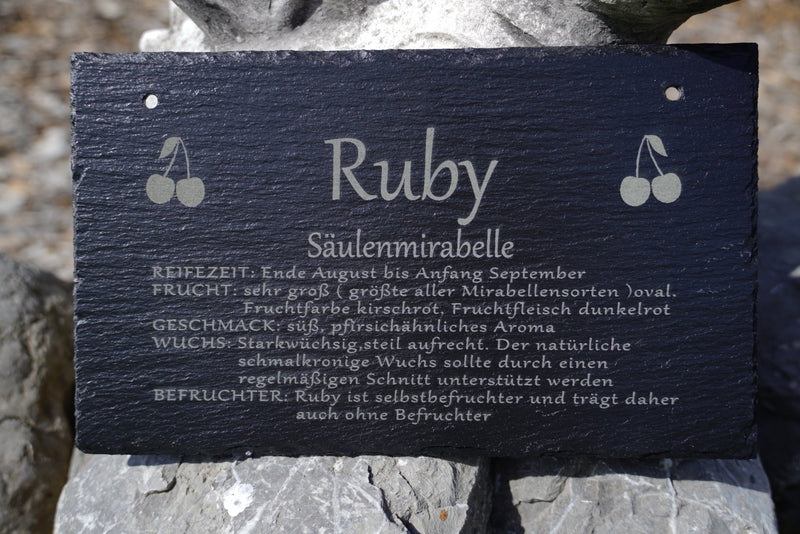 Ruby
Säulenmirabelle
REIFEZEIT: Ende August bis Anfang September
FRUCHT: sehr groß ( größte aller Mirabellensorten )oval.
Fruchtfarbe kirschrot, Fruchtfleisch dunkelrot
GESCHMACK: süß, pfirsichähnliches Aroma
WUCHS: Starkwüchsig,steil aufrecht. Der natürliche
schmalkronige Wuchs sollte durch einen
regelmäßigen Schnitt unterstützt werden
BEFRUCHTER: Ruby ist selbstbefruchter und trägt daher
auch ohne Befruchter